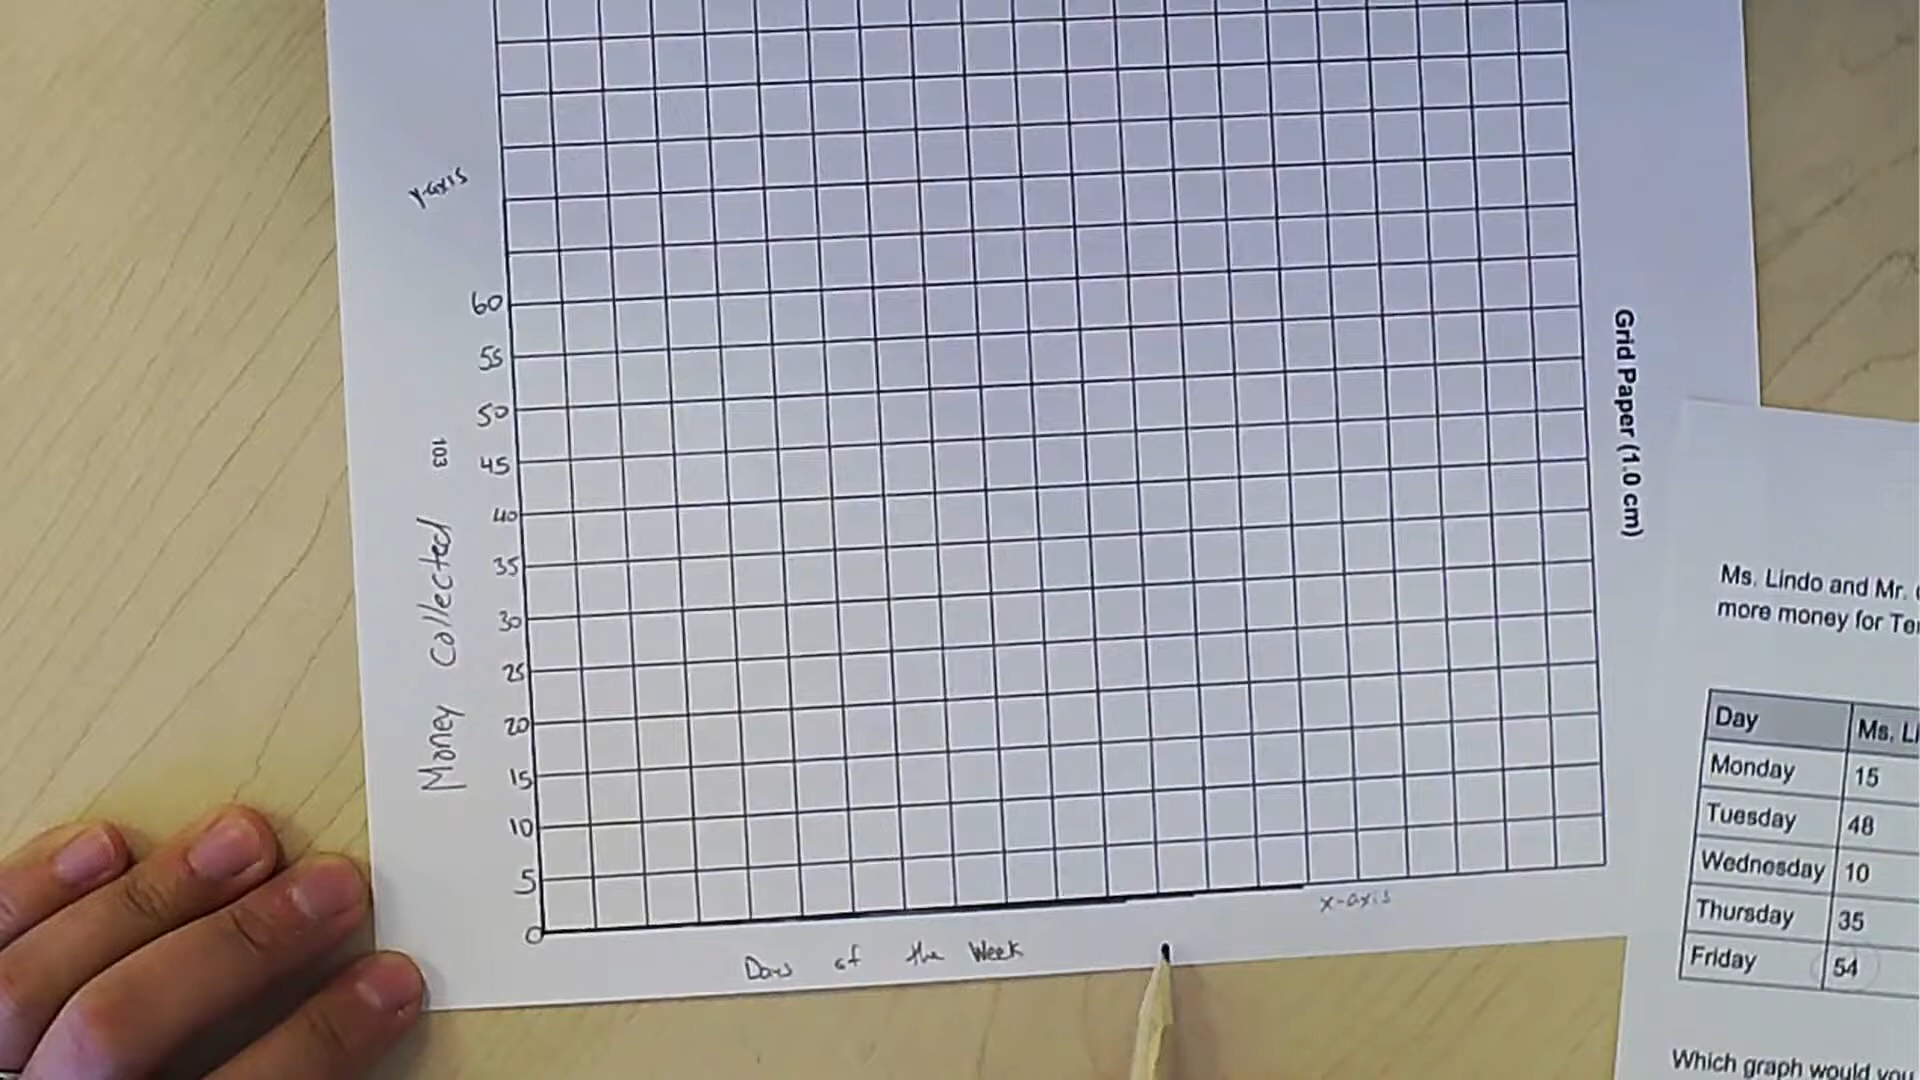 Y-axis
60
55
50
45
40
35
30
25
20
15
10
5
0
Money Collected
103
Days of the Week
x-axis
Grid Paper (1.0 cm)
Ms. Lindo and Mr.
more money for
Day Ms.
Monday 15
Tuesday 48
Wednesday 10
Thursday 35
Friday 54
Which graph would you